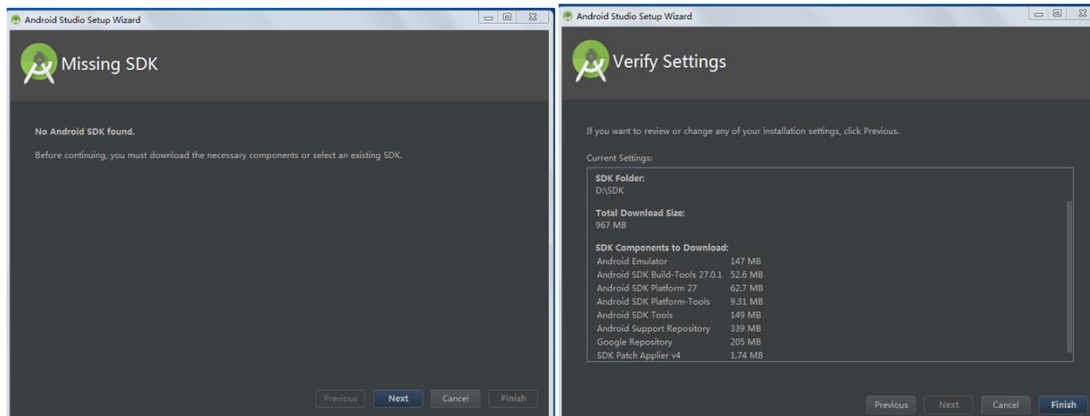 Android Studio Setup Wizard
Missing SDK
No Android SDK found.
Before continuing, you must download the necessary components or select an existing SDK.
Previous
Next
Cancel
Finish
Android Studio Setup Wizard
Verify Settings
If you want to review or change any of your installation settings, click Previous.
Current Settings:
SDK Folder:
D:\SDK
Total Download Size:
967 MB
SDK Components to Download:
Android Emulator 147 MB
Android SDK Build-Tools 27.0.1 52.6 MB
Android SDK Platform 27 62.7 MB
Android SDK Platform-Tools 9.31 MB
Android SDK Tools 149 MB
Android Support Repository 339 MB
Google Repository 205 MB
SDK Patch Applier v4 1.74 MB
Previous
Next
Cancel
Finish